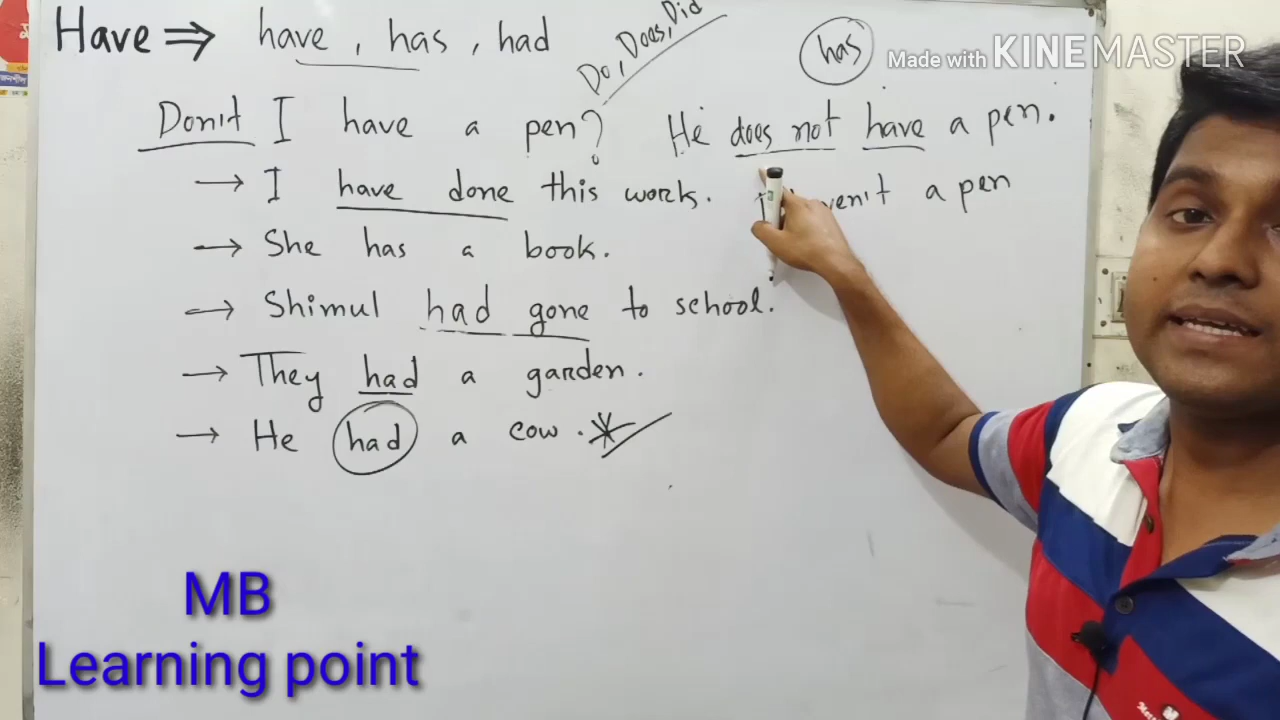 Have ⇒ have, has, had
Do, Does, Did
has
Made with KINEMASTER
Don't I have a pen?
He does not have a pen.
→ I have done this work.
a pen
→ She has a book.
→ Shimul had gone to school.
→ They had a garden.
→ He had a cow.
MB
Learning point